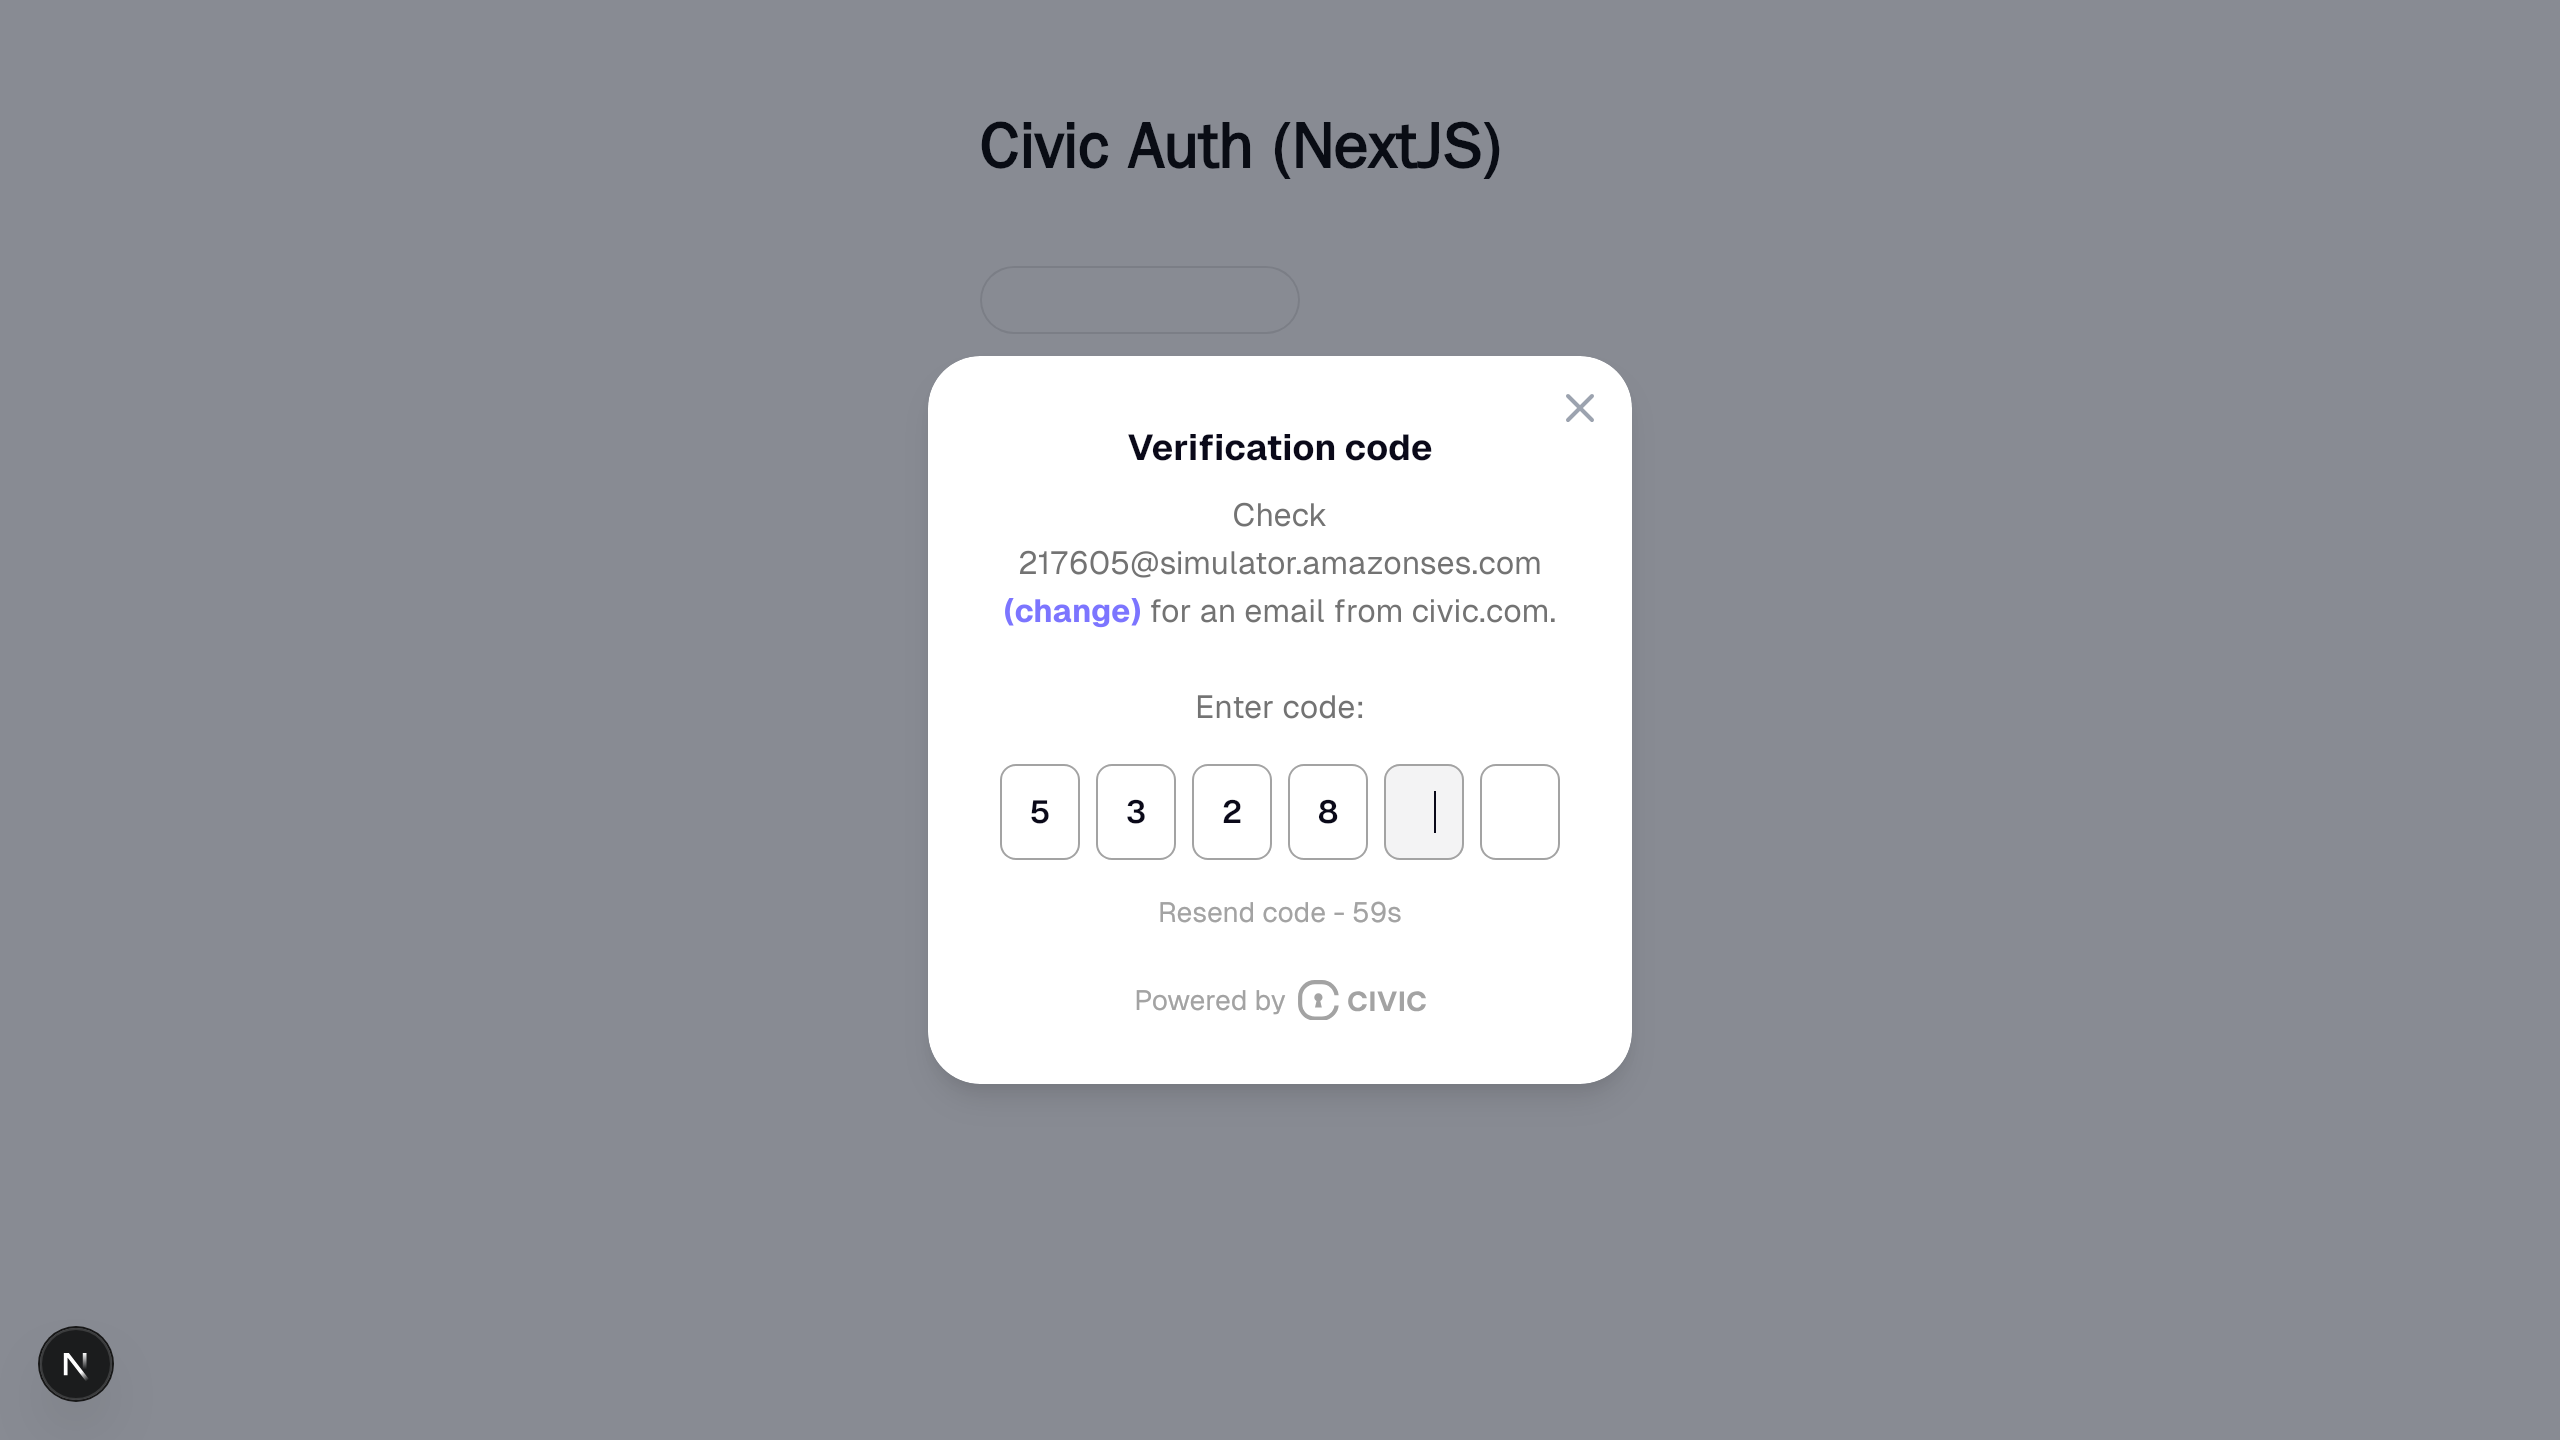 Civic Auth (NextJS)
Verification code
Check
217605@simulator.amazonses.com
(change) for an email from civic.com.
Enter code:
5 3 2 8
Resend code - 59s
Powered by CIVIC
N